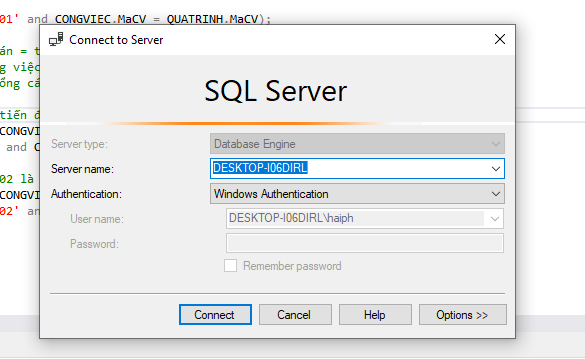 01' and CONGVIEC.MaCV = QUATRINH.MaCV);
Connect to Server
SQL Server
Server type:
Database Engine
Server name:
DESKTOP-I06DIRL
Authentication:
Windows Authentication
User name:
DESKTOP-I06DIRL\haiph
Password:
Remember password
Connect
Cancel
Help
Options >>
án = t
g việc
ổng cá
tiến đ
CONGVI
and C
02 là
CONGVI
02' an